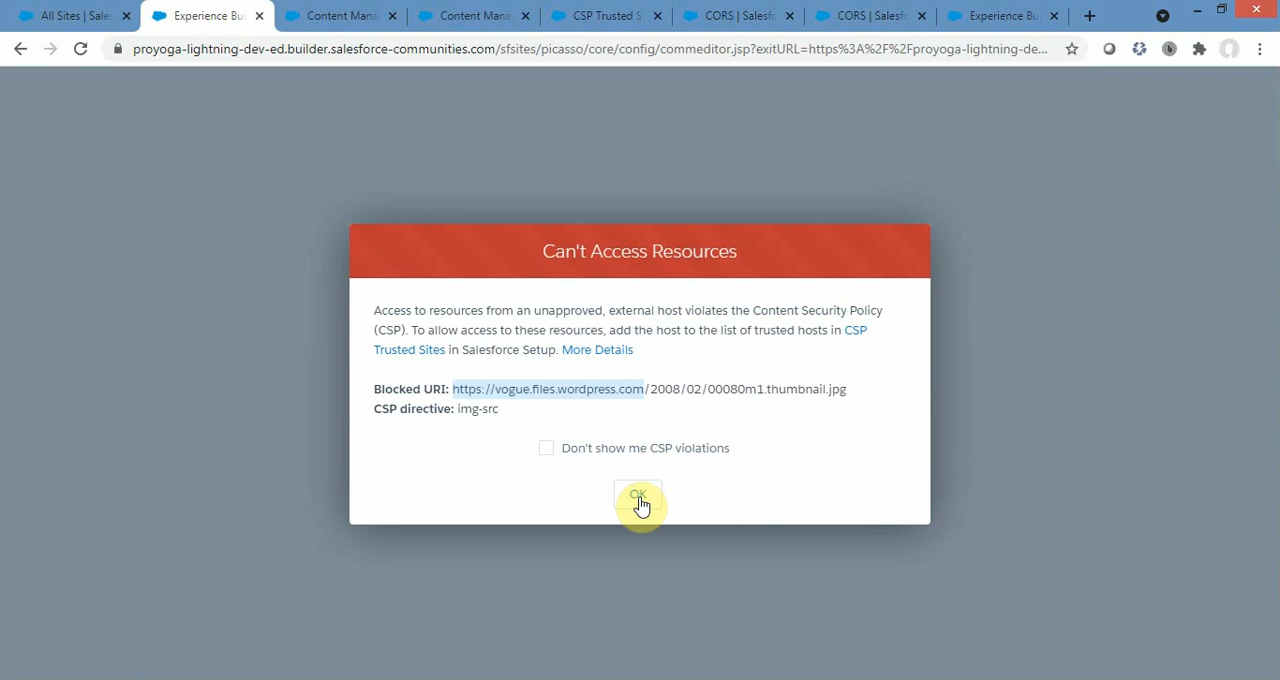 All Sites | Sales
Experience Bu
Content Mana
Content Mana
CSP Trusted S
CORS | Salesf
CORS | Salesf
Experience Bu
proyoga-lightning-dev-ed.builder.salesforce-communities.com/sfsites/picasso/core/config/commeditor.jsp?exitURL=https%3A%2F%2Fproyoga-lightning-de...
Can't Access Resources
Access to resources from an unapproved, external host violates the Content Security Policy
(CSP). To allow access to these resources, add the host to the list of trusted hosts in CSP
Trusted Sites in Salesforce Setup. More Details
Blocked URI: https://vogue.files.wordpress.com/2008/02/00080m1.thumbnail.jpg
CSP directive: img-src
Don't show me CSP violations
OK